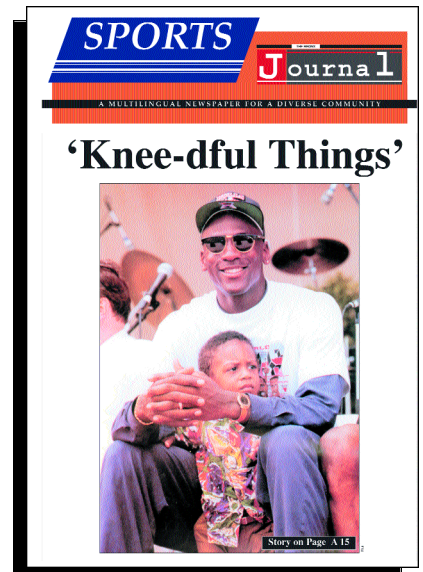 SPORTS
Journal
A MULTILINGUAL NEWSPAPER FOR A DIVERSE COMMUNITY
‘Knee-dful Things’
Story on Page A 15